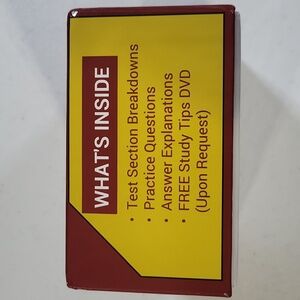 WHAT'S INSIDE
• Test Section Breakdowns
• Practice Questions
• Answer Explanations
• FREE Study Tips DVD
(Upon Request)